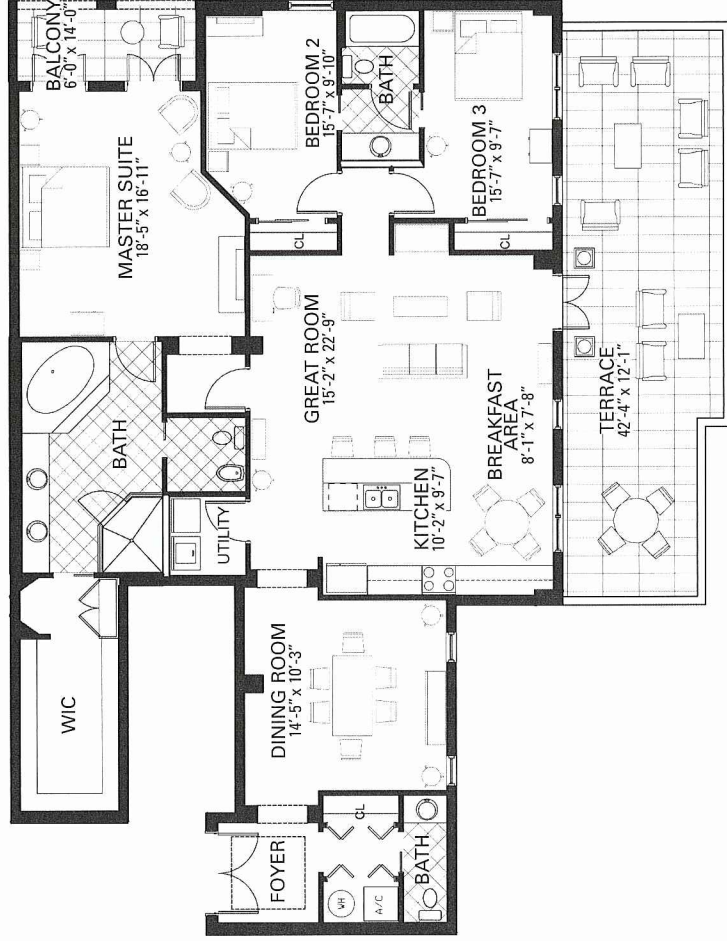 BALCONY
6'-0" x 14'-0"
MASTER SUITE
18'-5" x 16'-11"
BEDROOM 2
15'-7" x 9'-10"
BATH
BEDROOM 3
15'-7" x 9'-7"
CL
CL
GREAT ROOM
15'-2" x 22'-9"
TERRACE
42'-4" x 12'-1"
BREAKFAST
AREA
8'-1" x 7'-8"
BATH
KITCHEN
10'-2" x 9'-7"
UTILITY
DINING ROOM
14'-5" x 10'-3"
WIC
CL
FOYER
BATH
WH
A/C